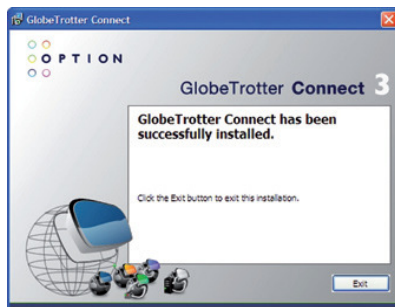 GlobeTrotter Connect
OPTION
GlobeTrotter Connect 3
GlobeTrotter Connect has been
successfully installed.
Click the Exit button to exit this installation.
Exit